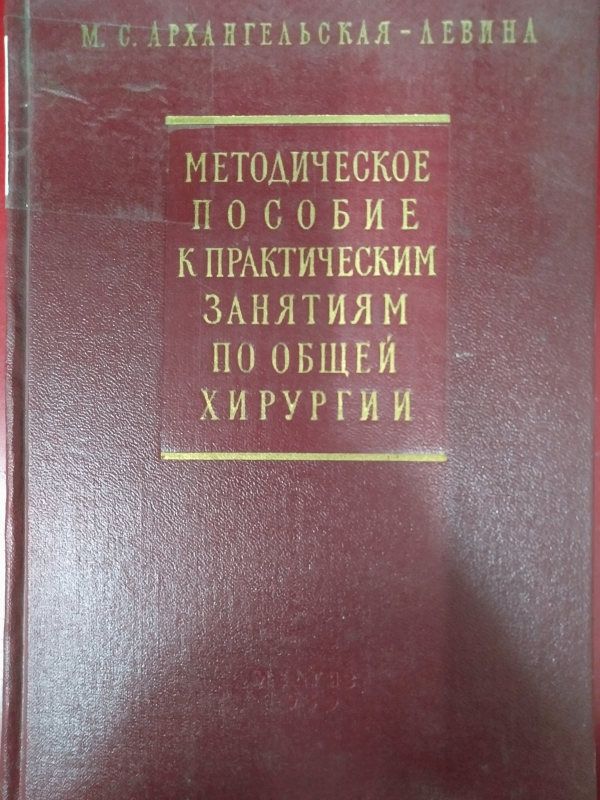 М. С. АРХАНГЕЛЬСКАЯ-ЛЕВИНА
МЕТОДИЧЕСКОЕ
ПОСОБИЕ
К ПРАКТИЧЕСКИМ
ЗАНЯТИЯМ
ПО ОБЩЕЙ
ХИРУРГИИ